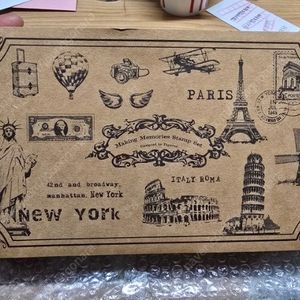 PARIS
Making Memories Stamp Set
ITALY ROMA
42nd and broadway,
manhattan, New York
New York